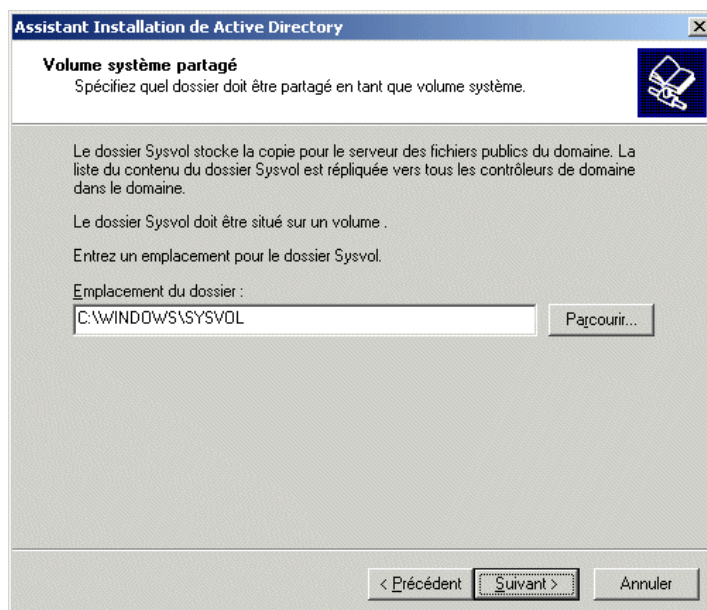 Assistant Installation de Active Directory
Volume système partagé
Spécifiez quel dossier doit être partagé en tant que volume système.
Le dossier Sysvol stocke la copie pour le serveur des fichiers publics du domaine. La
liste du contenu du dossier Sysvol est répliquée vers tous les contrôleurs de domaine
dans le domaine.
Le dossier Sysvol doit être situé sur un volume .
Entrez un emplacement pour le dossier Sysvol.
Emplacement du dossier :
C:\WINDOWS\SYSVOL
Parcourir...
< Précédent
Suivant >
Annuler